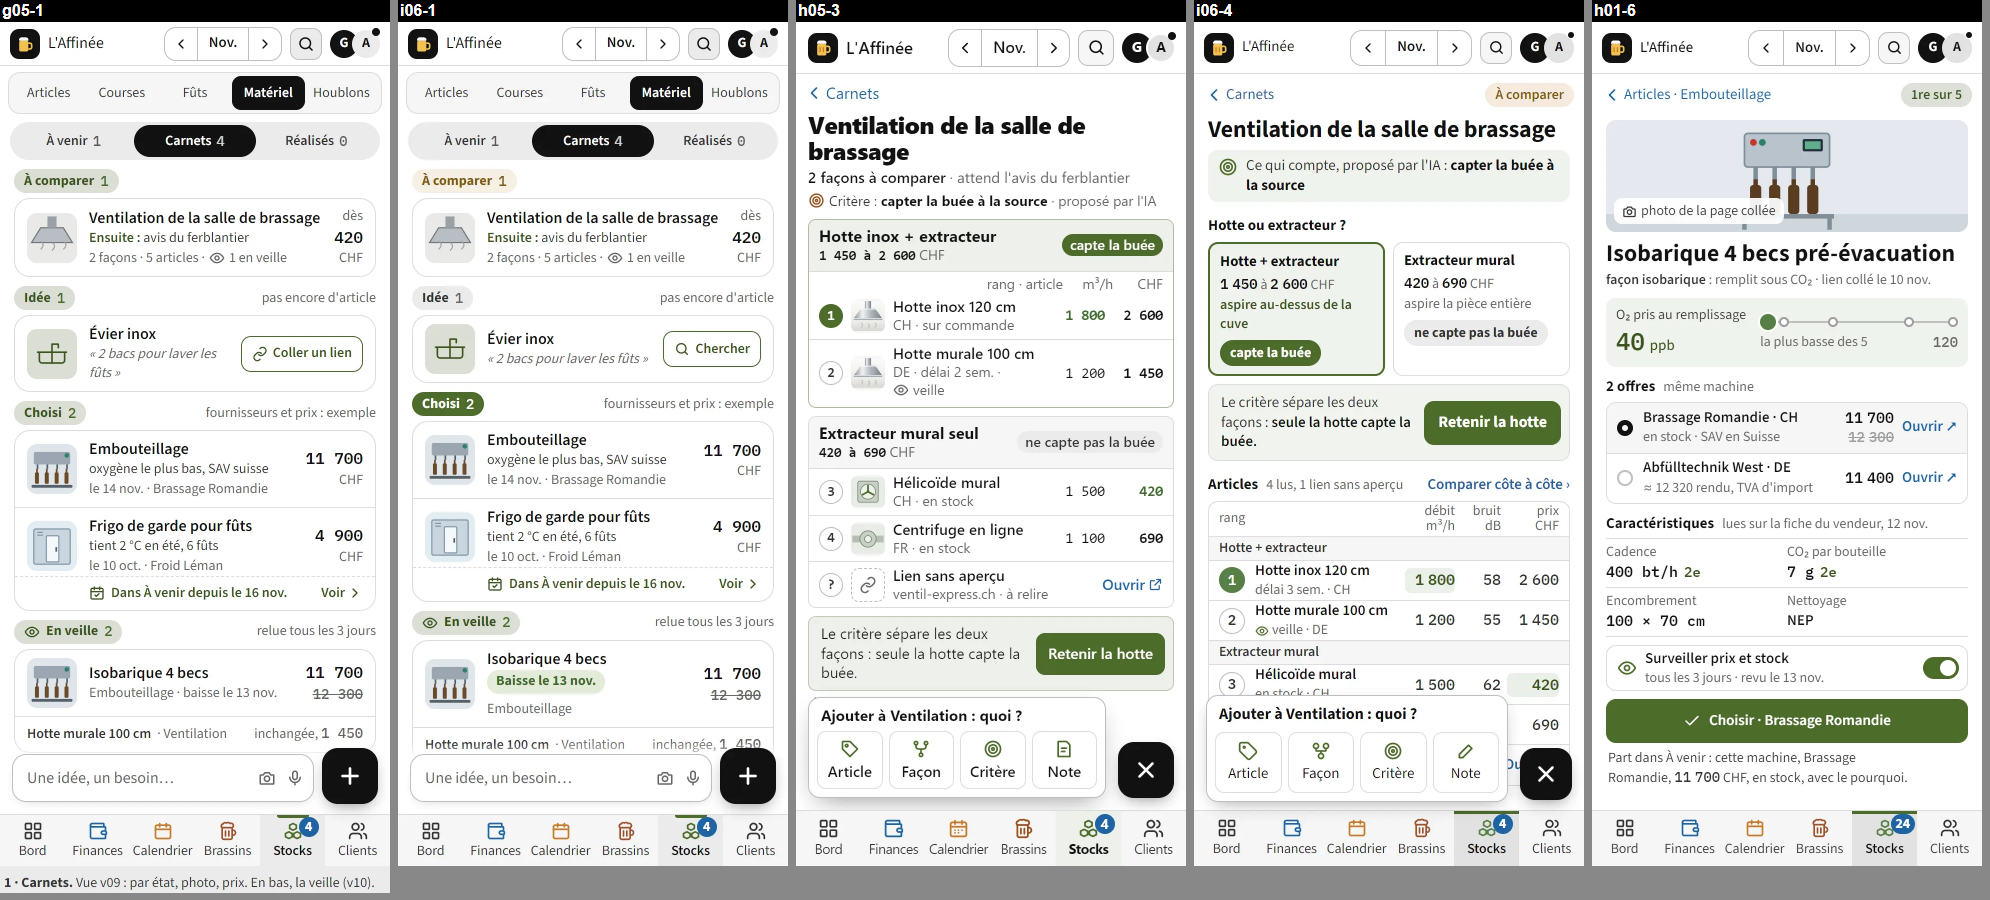 g05-1
L'Affinée
Nov.
G
A
Articles
Courses
Fûts
Matériel
Houblons
À venir 1
Carnets 4
Réalisés 0
À comparer 1
Ventilation de la salle de brassage
Ensuite : avis du ferblantier
2 façons · 5 articles · 1 en veille
dès
420
CHF
Idée 1
pas encore d'article
Évier inox
« 2 bacs pour laver les
fûts »
Coller un lien
Choisi 2
fournisseurs et prix : exemple
Embouteillage
oxygène le plus bas, SAV suisse
le 14 nov. · Brassage Romandie
11 700
CHF
Frigo de garde pour fûts
tient 2 °C en été, 6 fûts
le 10 oct. · Froid Léman
4 900
CHF
Dans À venir depuis le 16 nov.
Voir
En veille 2
relue tous les 3 jours
Isobarique 4 becs
Embouteillage · baisse le 13 nov.
11 700
12 300
Hotte murale 100 cm · Ventilation
inchangée, 1 450
Une idée, un besoin…
Bord
Finances
Calendrier
Brassins
Stocks
4
Clients
1 · Carnets. Vue v09 : par état, photo, prix. En bas, la veille (v10).
i06-1
L'Affinée
Nov.
G
A
Articles
Courses
Fûts
Matériel
Houblons
À venir 1
Carnets 4
Réalisés 0
À comparer 1
Ventilation de la salle de brassage
Ensuite : avis du ferblantier
2 façons · 5 articles · 1 en veille
dès
420
CHF
Idée 1
pas encore d'article
Évier inox
« 2 bacs pour laver les fûts »
Chercher
Choisi 2
fournisseurs et prix : exemple
Embouteillage
oxygène le plus bas, SAV suisse
le 14 nov. · Brassage Romandie
11 700
CHF
Frigo de garde pour fûts
tient 2 °C en été, 6 fûts
le 10 oct. · Froid Léman
4 900
CHF
Dans À venir depuis le 16 nov.
Voir
En veille 2
relue tous les 3 jours
Isobarique 4 becs
Baisse le 13 nov.
Embouteillage
11 700
12 300
Hotte murale 100 cm · Ventilation
inchangée, 1 450
Une idée, un besoin…
Bord
Finances
Calendrier
Brassins
Stocks
4
Clients
h05-3
L'Affinée
Nov.
G
A
Carnets
Ventilation de la salle de
brassage
2 façons à comparer · attend l'avis du ferblantier
Critère : capter la buée à la source · proposé par l'IA
Hotte inox + extracteur
1 450 à 2 600 CHF
capte la buée
rang · article
m³/h
CHF
1
Hotte inox 120 cm
CH · sur commande
1 800
2 600
2
Hotte murale 100 cm
DE · délai 2 sem. ·
veille
1 200
1 450
Extracteur mural seul
420 à 690 CHF
ne capte pas la buée
3
Hélicoïde mural
CH · en stock
1 500
420
4
Centrifuge en ligne
FR · en stock
1 100
690
?
Lien sans aperçu
ventil-express.ch · à relire
Ouvrir
Le critère sépare les deux
façons : seule la hotte capte la
buée.
Retenir la hotte
Ajouter à Ventilation : quoi ?
Article
Façon
Critère
Note
Bord
Finances
Calendrier
Brassins
Stocks
4
Clients
i06-4
L'Affinée
Nov.
G
A
Carnets
À comparer
Ventilation de la salle de brassage
Ce qui compte, proposé par l'IA : capter la buée à
la source
Hotte ou extracteur ?
Hotte + extracteur
1 450 à 2 600 CHF
aspire au-dessus de la
cuve
capte la buée
Extracteur mural
420 à 690 CHF
aspire la pièce entière
ne capte pas la buée
Le critère sépare les deux
façons : seule la hotte capte la
buée.
Retenir la hotte
Articles 4 lus, 1 lien sans aperçu
Comparer côte à côte ›
rang
débit
m³/h
bruit
dB
prix
CHF
Hotte + extracteur
1
Hotte inox 120 cm
délai 3 sem. · CH
1 800
58
2 600
2
Hotte murale 100 cm
veille · DE
1 200
55
1 450
Extracteur mural
3
Hélicoïde mural
en stock · CH
1 500
62
420
690
Ajouter à Ventilation : quoi ?
Article
Façon
Critère
Note
Bord
Finances
Calendrier
Brassins
Stocks
4
Clients
h01-6
L'Affinée
Nov.
G
A
Articles · Embouteillage
1re sur 5
photo de la page collée
Isobarique 4 becs pré-évacuation
façon isobarique : remplit sous CO₂ · lien collé le 10 nov.
O₂ pris au remplissage
40 ppb
la plus basse des 5
120
2 offres même machine
Brassage Romandie · CH
en stock · SAV en Suisse
11 700
12 300
Ouvrir ↗
Abfülltechnik West · DE
≈ 12 320 rendu, TVA d'import
11 400
Ouvrir ↗
Caractéristiques lues sur la fiche du vendeur, 12 nov.
Cadence
400 bt/h 2e
CO₂ par bouteille
7 g 2e
Encombrement
100 × 70 cm
Nettoyage
NEP
Surveiller prix et stock
tous les 3 jours · revu le 13 nov.
Choisir · Brassage Romandie
Part dans À venir : cette machine, Brassage
Romandie, 11 700 CHF, en stock, avec le pourquoi.
Bord
Finances
Calendrier
Brassins
Stocks
24
Clients